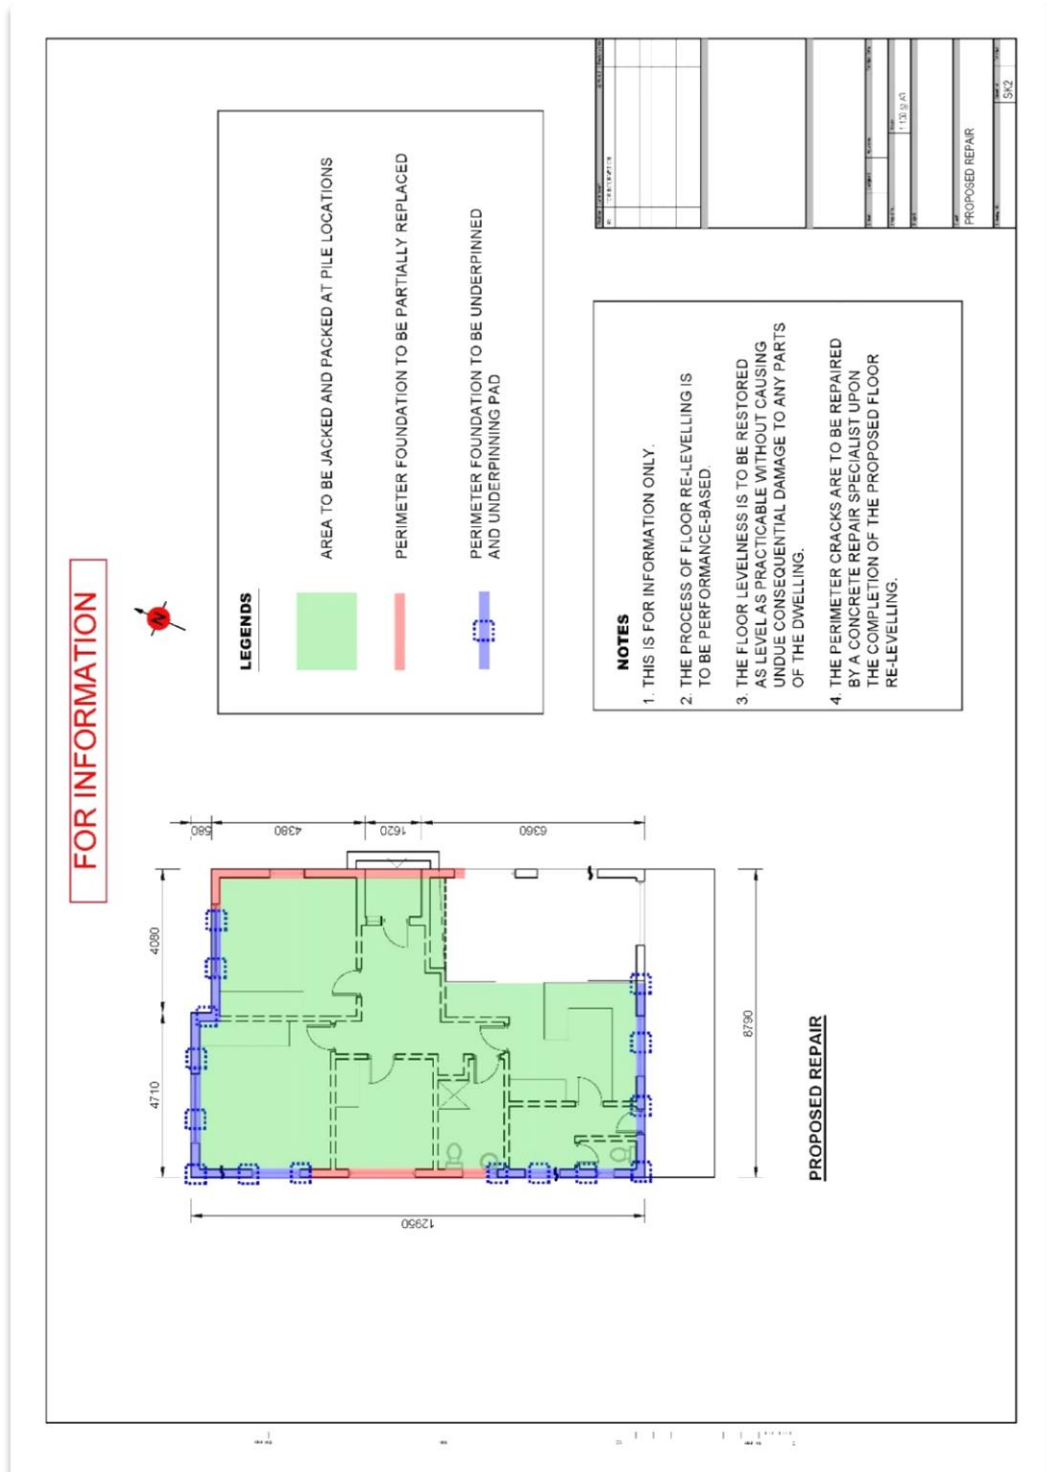 FOR INFORMATION
N
LEGENDS
AREA TO BE JACKED AND PACKED AT PILE LOCATIONS
PERIMETER FOUNDATION TO BE PARTIALLY REPLACED
PERIMETER FOUNDATION TO BE UNDERPINNED
AND UNDERPINNING PAD
NOTES
1. THIS IS FOR INFORMATION ONLY.
2. THE PROCESS OF FLOOR RE-LEVELLING IS
TO BE PERFORMANCE-BASED.
3. THE FLOOR LEVELNESS IS TO BE RESTORED
AS LEVEL AS PRACTICABLE WITHOUT CAUSING
UNDUE CONSEQUENTIAL DAMAGE TO ANY PARTS
OF THE DWELLING.
4. THE PERIMETER CRACKS ARE TO BE REPAIRED
BY A CONCRETE REPAIR SPECIALIST UPON
THE COMPLETION OF THE PROPOSED FLOOR
RE-LEVELLING.
4710
4080
12950
580
4380
1620
6360
8790
PROPOSED REPAIR
PROPOSED REPAIR
SK2